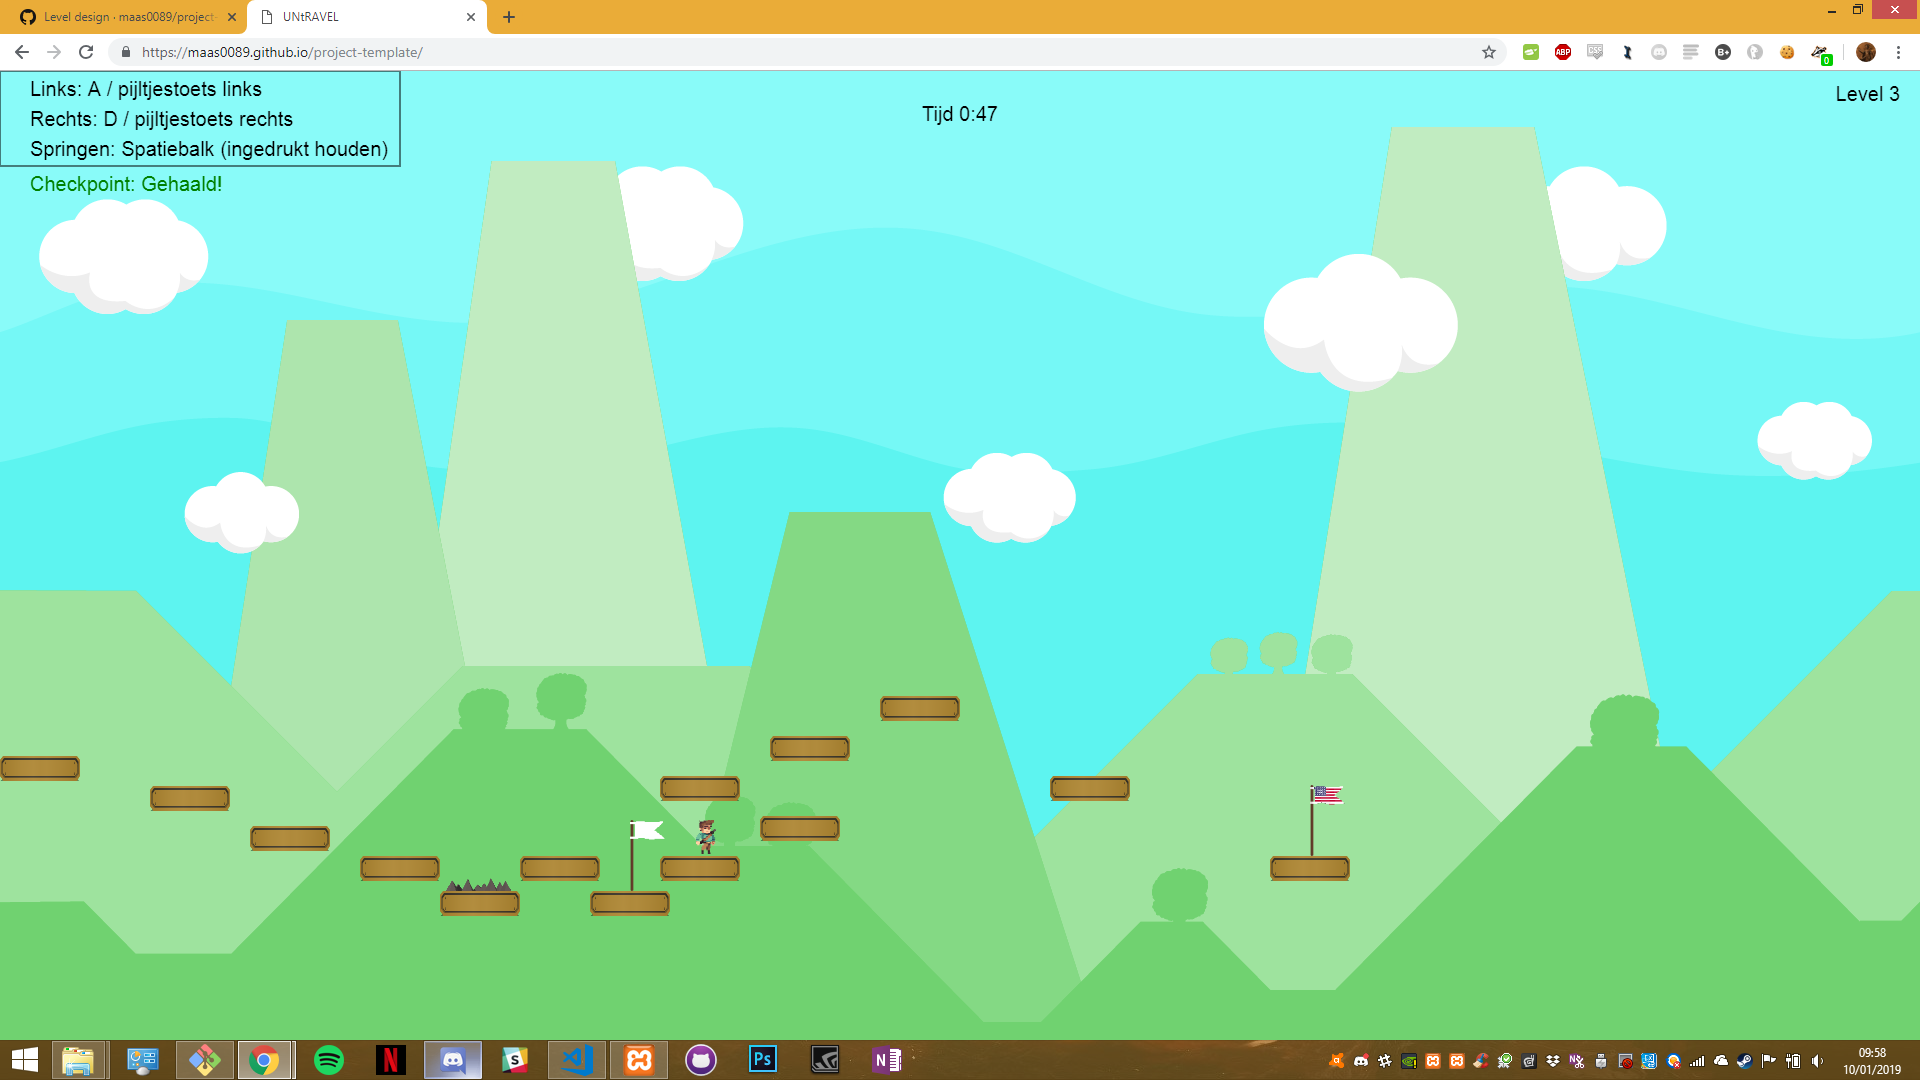 Level design · maas0089/project-
UNtRAVEL
https://maas0089.github.io/project-template/
Links: A / pijltjestoets links
Rechts: D / pijltjestoets rechts
Springen: Spatiebalk (ingedrukt houden)
Checkpoint: Gehaald!
Tijd 0:47
Level 3
09:58
10/01/2019